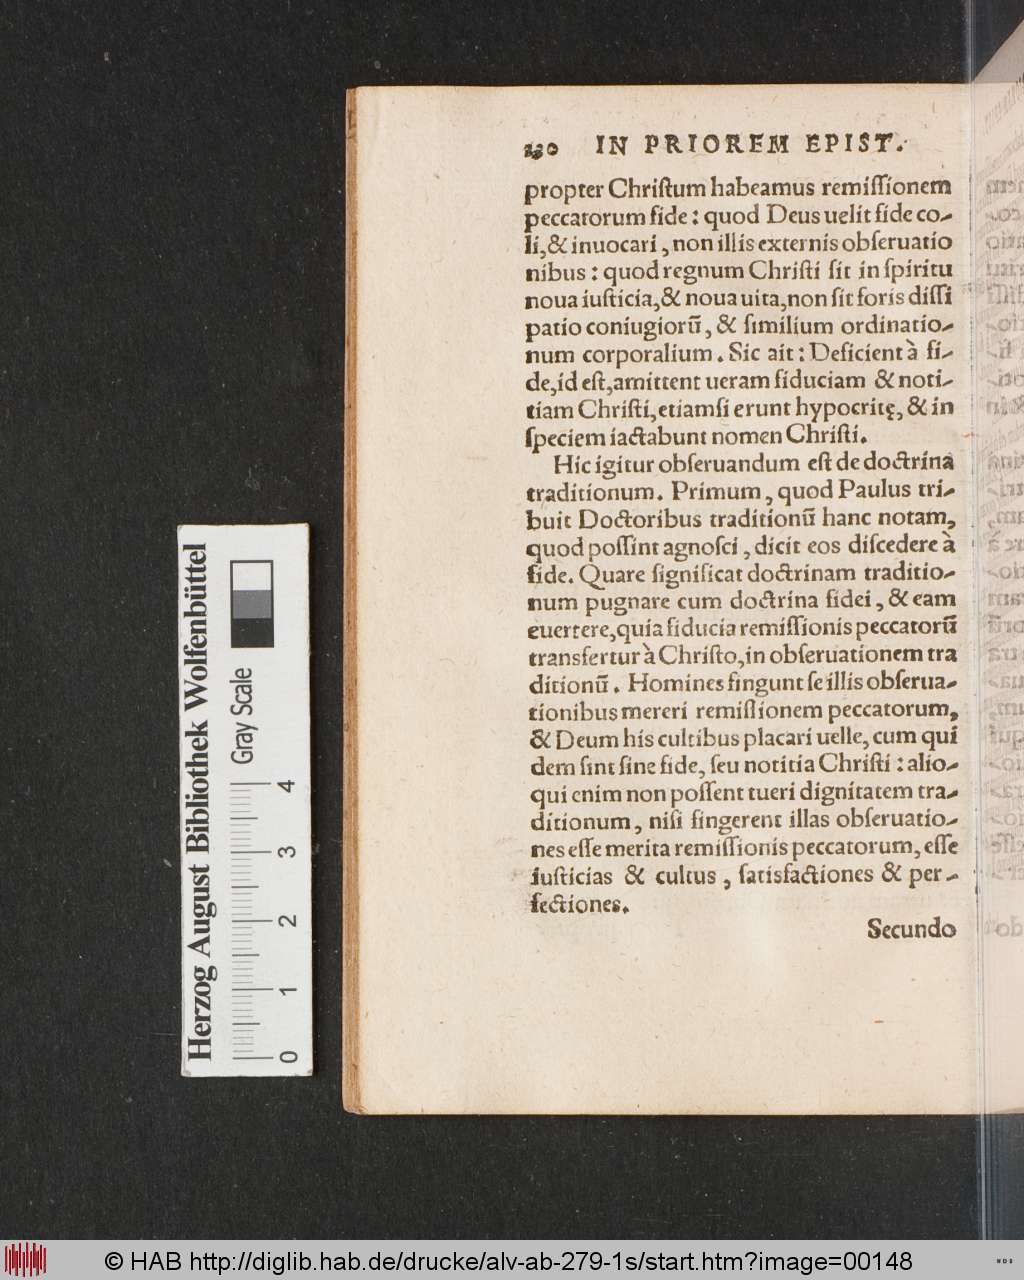 130 IN PRIOREM EPIST.
propter Chriſtum habeamus remiſſionem
peccatorum fide: quod Deus uelit fide co-
li, & inuocari, non illis externis obſeruatio
nibus: quod regnum Chriſti ſit in ſpiritu
noua iuſticia, & noua uita, non ſit foris diſſi
patio coniugiorũ, & ſimilium ordinatio-
num corporalium. Sic ait: Deficient à fi-
de, id eſt, amittent ueram fiduciam & noti-
tiam Chriſti, etiamſi erunt hypocritę, & in
ſpeciem iactabunt nomen Chriſti.
Hic igitur obſeruandum eſt de doctrina
traditionum. Primum, quod Paulus tri-
buit Doctoribus traditionũ hanc notam,
quod poſſint agnoſci, dicit eos diſcedere à
fide. Quare ſignificat doctrinam traditio-
num pugnare cum doctrina fidei, & eam
euertere, quia fiducia remiſſionis peccatorũ
transfertur à Chriſto, in obſeruationem tra
ditionũ. Homines fingunt ſe illis obſerua-
tionibus mereri remiſſionem peccatorum,
& Deum his cultibus placari uelle, cum qui
dem ſint ſine fide, ſeu notitia Chriſti: alio-
qui enim non poſſent tueri dignitatem tra-
ditionum, niſi fingerent illas obſeruatio-
nes eſſe merita remiſſionis peccatorum, eſſe
iuſticias & cultus, ſatisfactiones & per-
fectiones.
Secundo
Herzog August Bibliothek Wolfenbüttel
Gray Scale
0 1 2 3 4
© HAB http://diglib.hab.de/drucke/alv-ab-279-1s/start.htm?image=00148